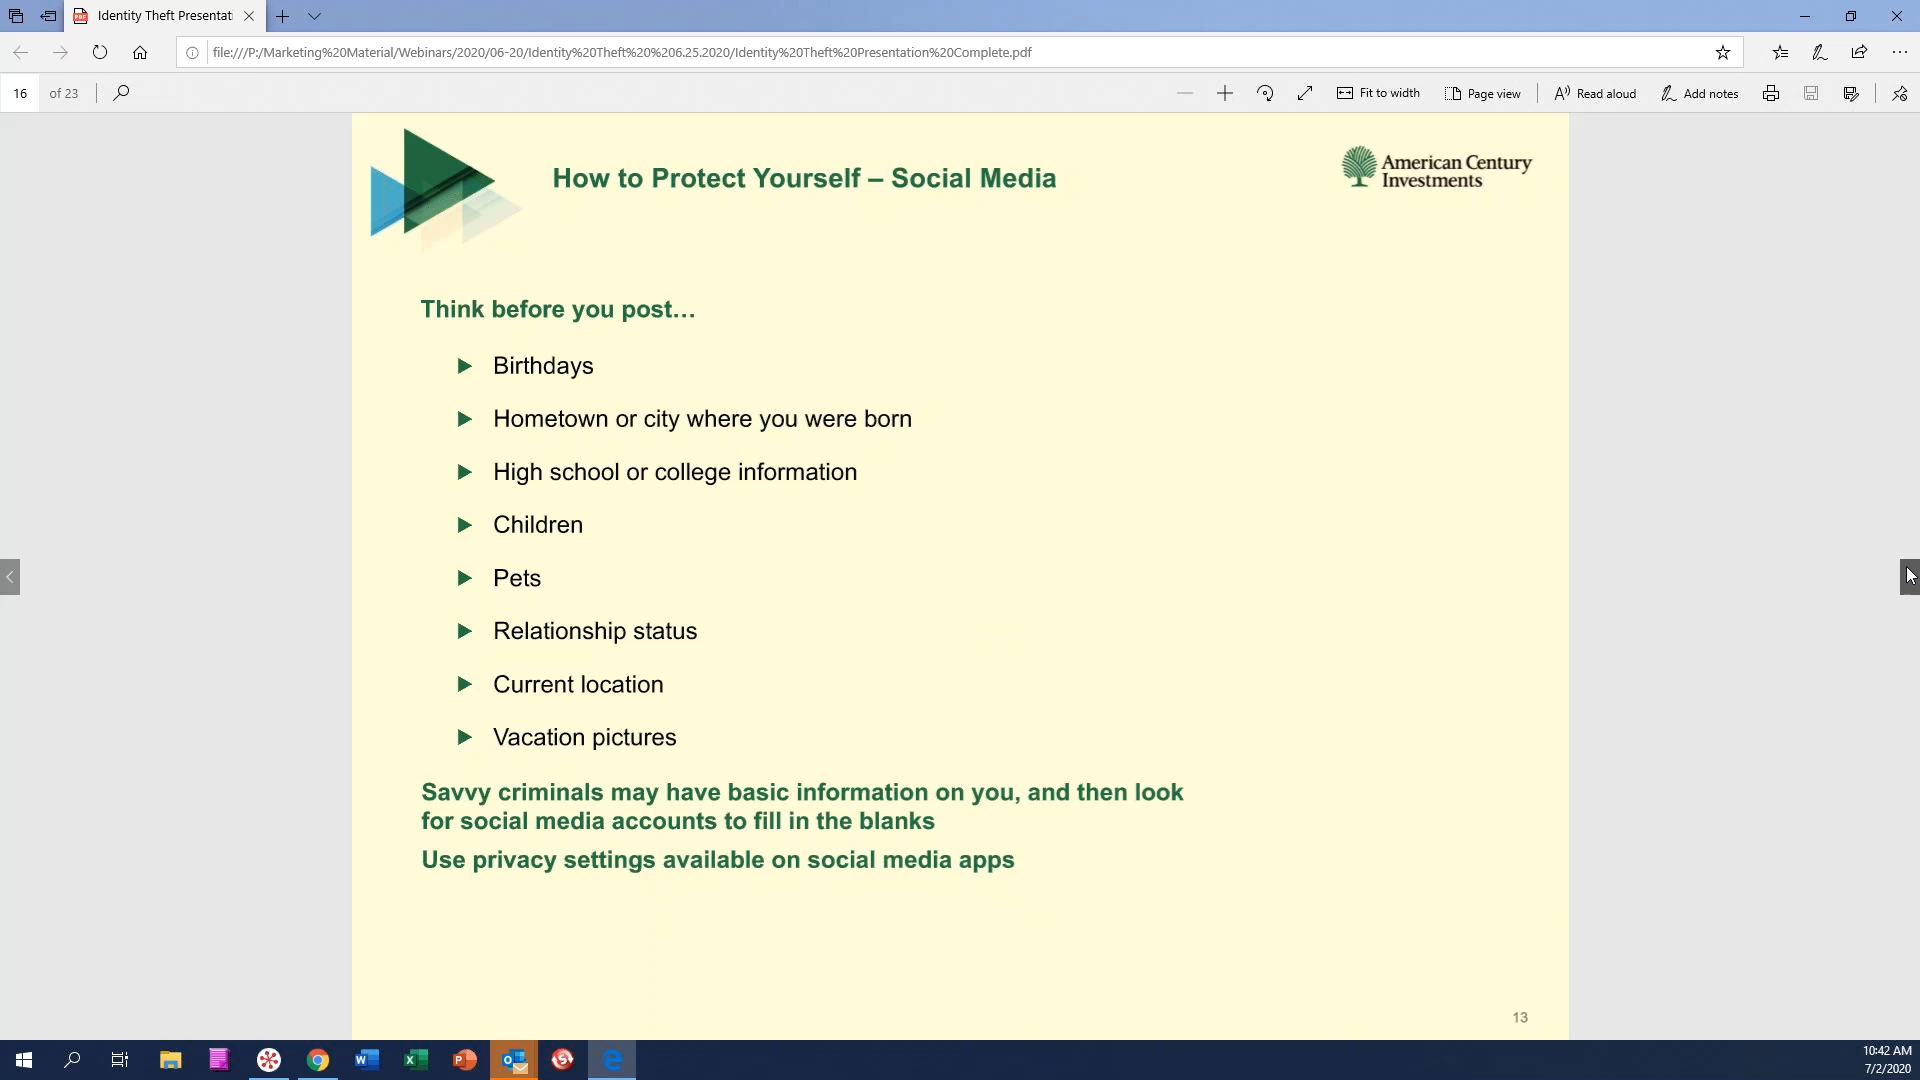 Identity Theft Presentati
file:///P:/Marketing%20Material/Webinars/2020/06-20/Identity%20Theft%20%206.25.2020/Identity%20Theft%20Presentation%20Complete.pdf
16 of 23 Fit to width Page view Read aloud Add notes
How to Protect Yourself – Social Media
American Century
Investments
Think before you post…
Birthdays
Hometown or city where you were born
High school or college information
Children
Pets
Relationship status
Current location
Vacation pictures
Savvy criminals may have basic information on you, and then look
for social media accounts to fill in the blanks
Use privacy settings available on social media apps
13
10:42 AM
7/2/2020